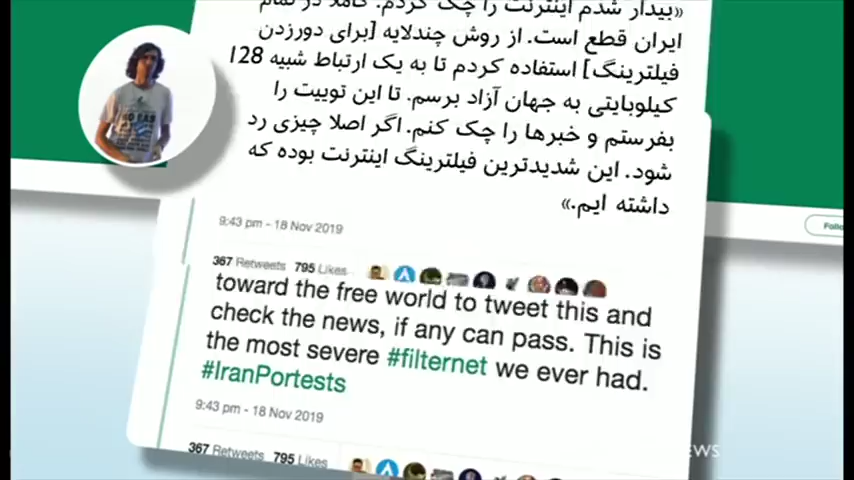 «بیدار شدم اینترنت را چک کردم. کاملا در تمام
ایران قطع است. از روش چندلایه [برای دورزدن
فیلترینگ] استفاده کردم تا به یک ارتباط شبیه 128
کیلوبایتی به جهان آزاد برسم. تا این توییت را
بفرستم و خبرها را چک کنم. اگر اصلا چیزی رد
شود. این شدیدترین فیلترینگ اینترنت بوده که
داشته ایم.»
9:43 pm - 18 Nov 2019
367 Retweets 795 Likes
toward the free world to tweet this and
check the news, if any can pass. This is
the most severe #filternet we ever had.
#IranPortests
9:43 pm - 18 Nov 2019
367 Retweets 795 Likes